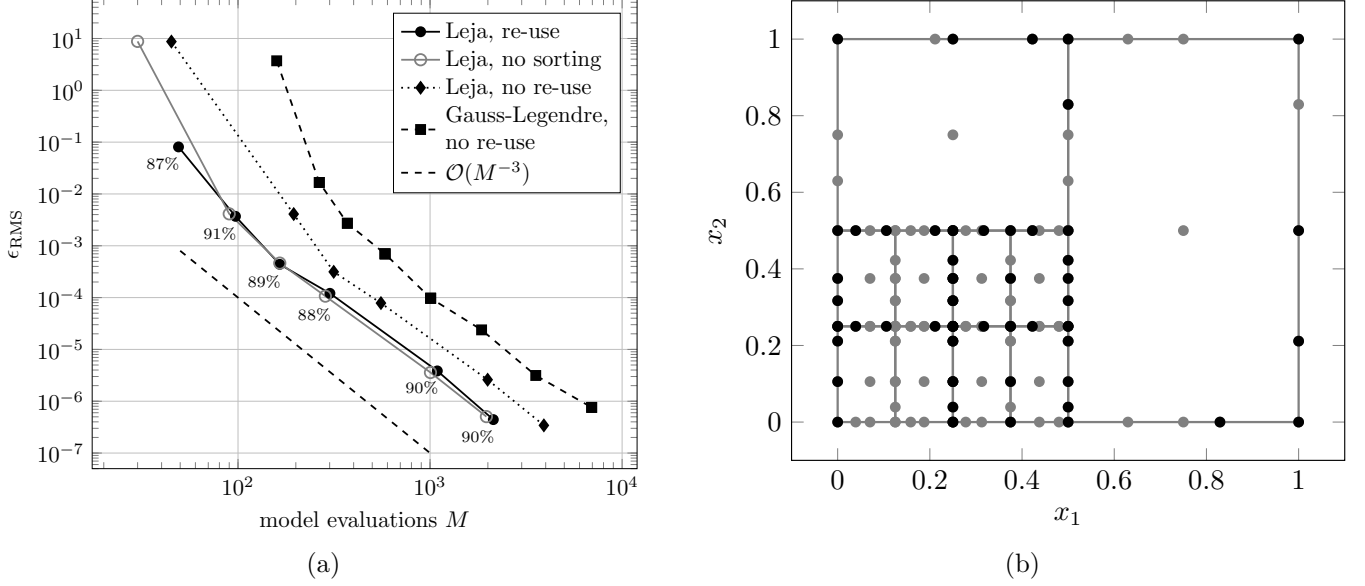 10^1
10^0
10^{-1}
10^{-2}
10^{-3}
10^{-4}
10^{-5}
10^{-6}
10^{-7}
ϵ_RMS
Leja, re-use
Leja, no sorting
Leja, no re-use
Gauss-Legendre,
no re-use
𝒪(M^{-3})
87%
91%
89%
88%
90%
90%
10^2
10^3
10^4
model evaluations M
(a)
1
0.8
0.6
0.4
0.2
0
x_2
0
0.2
0.4
0.6
0.8
1
x_1
(b)